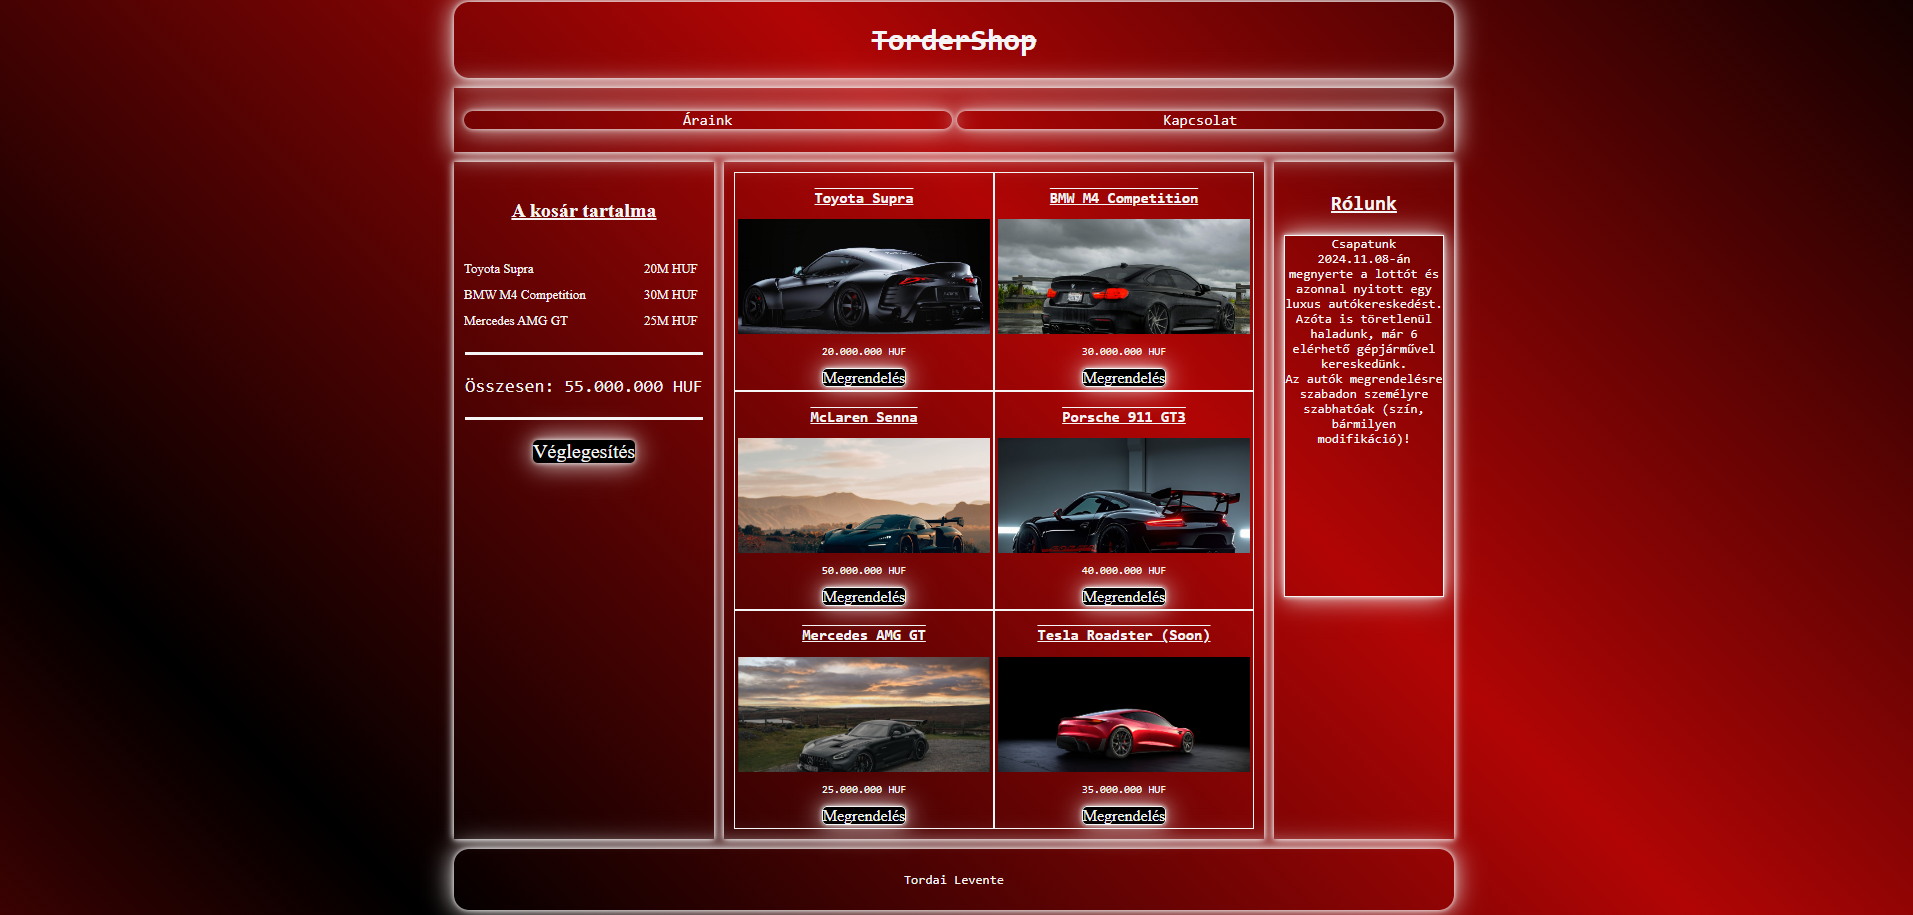 TorderShop
Áraink
Kapcsolat
A kosár tartalma
Toyota Supra 20M HUF
BMW M4 Competition 30M HUF
Mercedes AMG GT 25M HUF
Összesen: 55.000.000 HUF
Véglegesítés
Toyota Supra
20.000.000 HUF
Megrendelés
BMW M4 Competition
30.000.000 HUF
Megrendelés
McLaren Senna
50.000.000 HUF
Megrendelés
Porsche 911 GT3
40.000.000 HUF
Megrendelés
Mercedes AMG GT
25.000.000 HUF
Megrendelés
Tesla Roadster (Soon)
35.000.000 HUF
Megrendelés
Rólunk
Csapatunk
2024.11.08-án
megnyerte a lottót és
azonnal nyitott egy
luxus autókereskedést.
Azóta is töretlenül
haladunk, már 6
elérhető gépjárművel
kereskedünk.
Az autók megrendelésre
szabadon személyre
szabhatóak (szín,
bármilyen
modifikáció)!
Tordai Levente